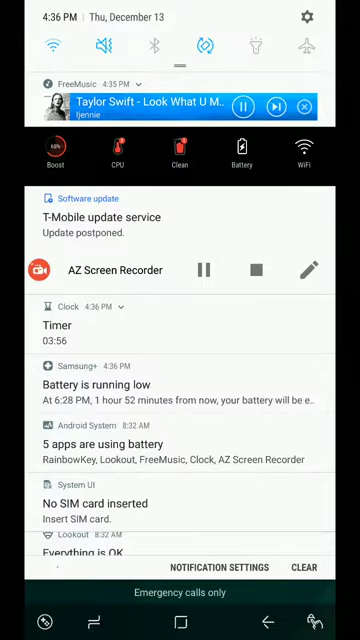 4:36 PM | Thu, December 13
FreeMusic 4:35 PM
Taylor Swift - Look What U M..
Ijennie
65%
Boost
CPU
Clean
Battery
WiFi
Software update
T-Mobile update service
Update postponed.
AZ Screen Recorder
Clock 4:36 PM
Timer
03:56
Samsung+ 4:36 PM
Battery is running low
At 6:28 PM, 1 hour 52 minutes from now, your battery will be e..
Android System 8:32 AM
5 apps are using battery
RainbowKey, Lookout, FreeMusic, Clock, AZ Screen Recorder
System UI
No SIM card inserted
Insert SIM card.
Lookout 8:32 AM
Everything is OK
NOTIFICATION SETTINGS CLEAR
Emergency calls only